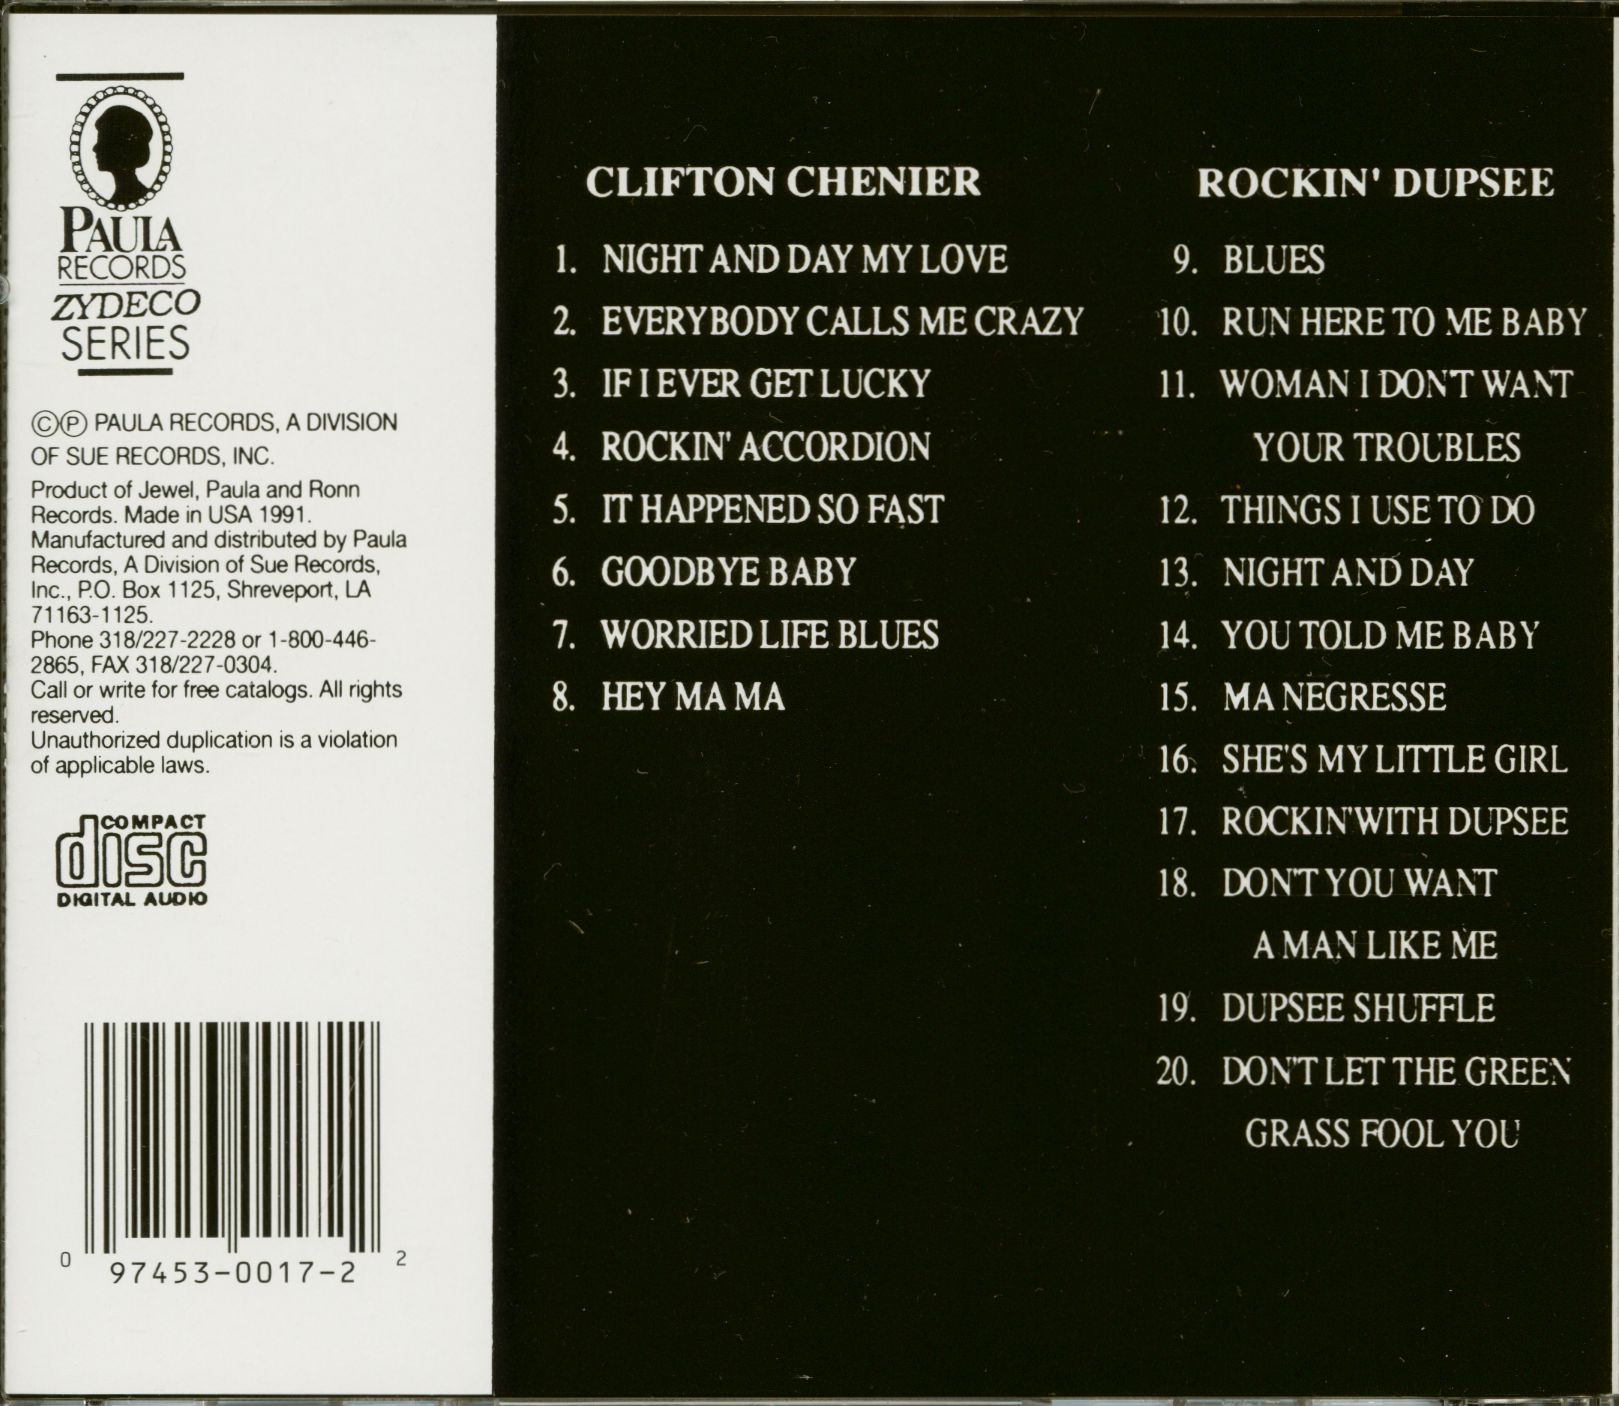 PAULA
RECORDS
ZYDECO
SERIES
©Ⓟ PAULA RECORDS, A DIVISION
OF SUE RECORDS, INC.
Product of Jewel, Paula and Ronn
Records. Made in USA 1991.
Manufactured and distributed by Paula
Records, A Division of Sue Records,
Inc., P.O. Box 1125, Shreveport, LA
71163-1125.
Phone 318/227-2228 or 1-800-446-
2865, FAX 318/227-0304.
Call or write for free catalogs. All rights
reserved.
Unauthorized duplication is a violation
of applicable laws.
COMPACT
disc
DIGITAL AUDIO
0 97453-0017-2 2
CLIFTON CHENIER
1. NIGHT AND DAY MY LOVE
2. EVERYBODY CALLS ME CRAZY
3. IF I EVER GET LUCKY
4. ROCKIN' ACCORDION
5. IT HAPPENED SO FAST
6. GOODBYE BABY
7. WORRIED LIFE BLUES
8. HEY MA MA
ROCKIN' DUPSEE
9. BLUES
10. RUN HERE TO ME BABY
11. WOMAN I DON'T WANT
YOUR TROUBLES
12. THINGS I USE TO DO
13. NIGHT AND DAY
14. YOU TOLD ME BABY
15. MA NEGRESSE
16. SHE'S MY LITTLE GIRL
17. ROCKIN'WITH DUPSEE
18. DON'T YOU WANT
A MAN LIKE ME
19. DUPSEE SHUFFLE
20. DON'T LET THE GREEN
GRASS FOOL YOU